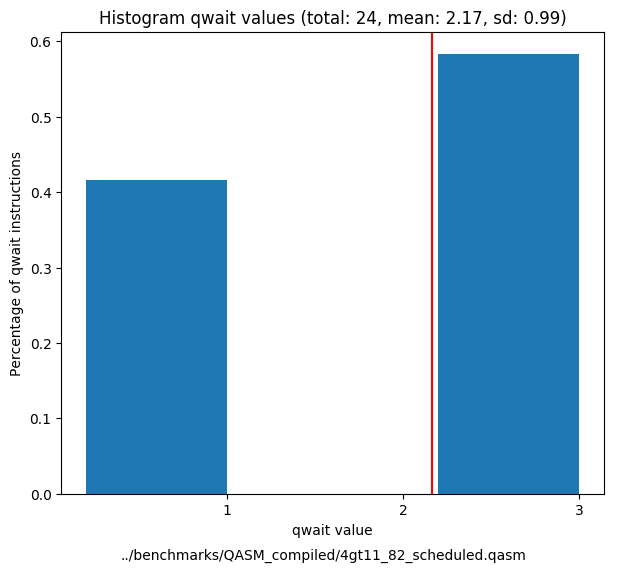 Histogram qwait values (total: 24, mean: 2.17, sd: 0.99)
0.6
0.5
0.4
0.3
0.2
0.1
0.0
Percentage of qwait instructions
1 2 3
qwait value
../benchmarks/QASM_compiled/4gt11_82_scheduled.qasm